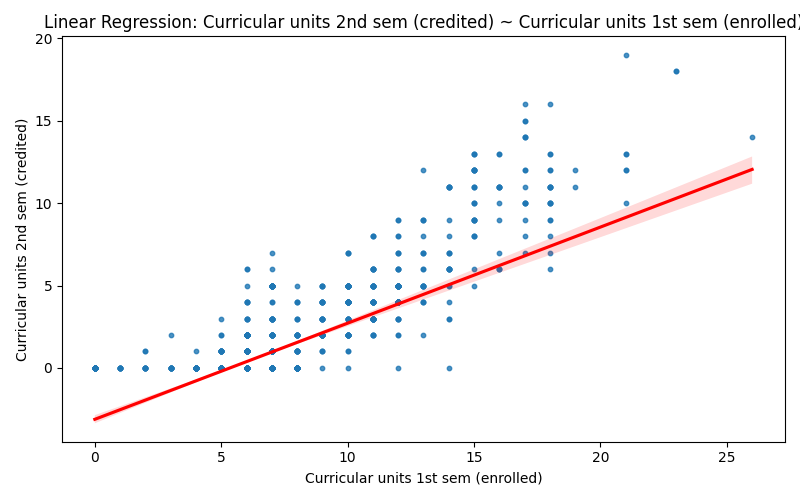 Linear Regression: Curricular units 2nd sem (credited) ~ Curricular units 1st sem (enrolled)
20
15
10
5
0
Curricular units 2nd sem (credited)
0 5 10 15 20 25
Curricular units 1st sem (enrolled)